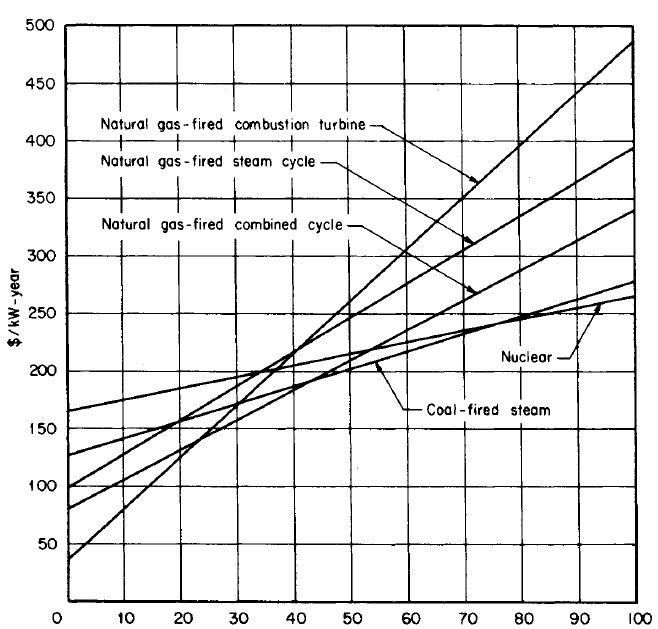 500
450
400
350
300
250
200
150
100
50
$/kW-year
Natural gas-fired combustion turbine
Natural gas-fired steam cycle
Natural gas-fired combined cycle
Nuclear
Coal-fired steam
0 10 20 30 40 50 60 70 80 90 100